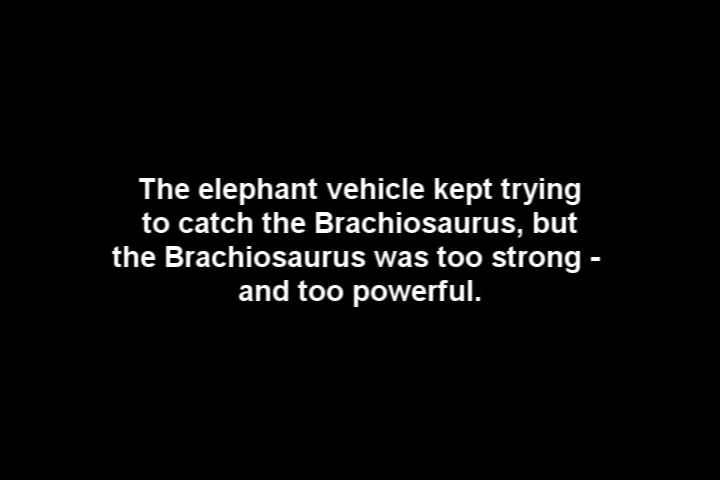 The elephant vehicle kept trying
to catch the Brachiosaurus, but
the Brachiosaurus was too strong -
and too powerful.